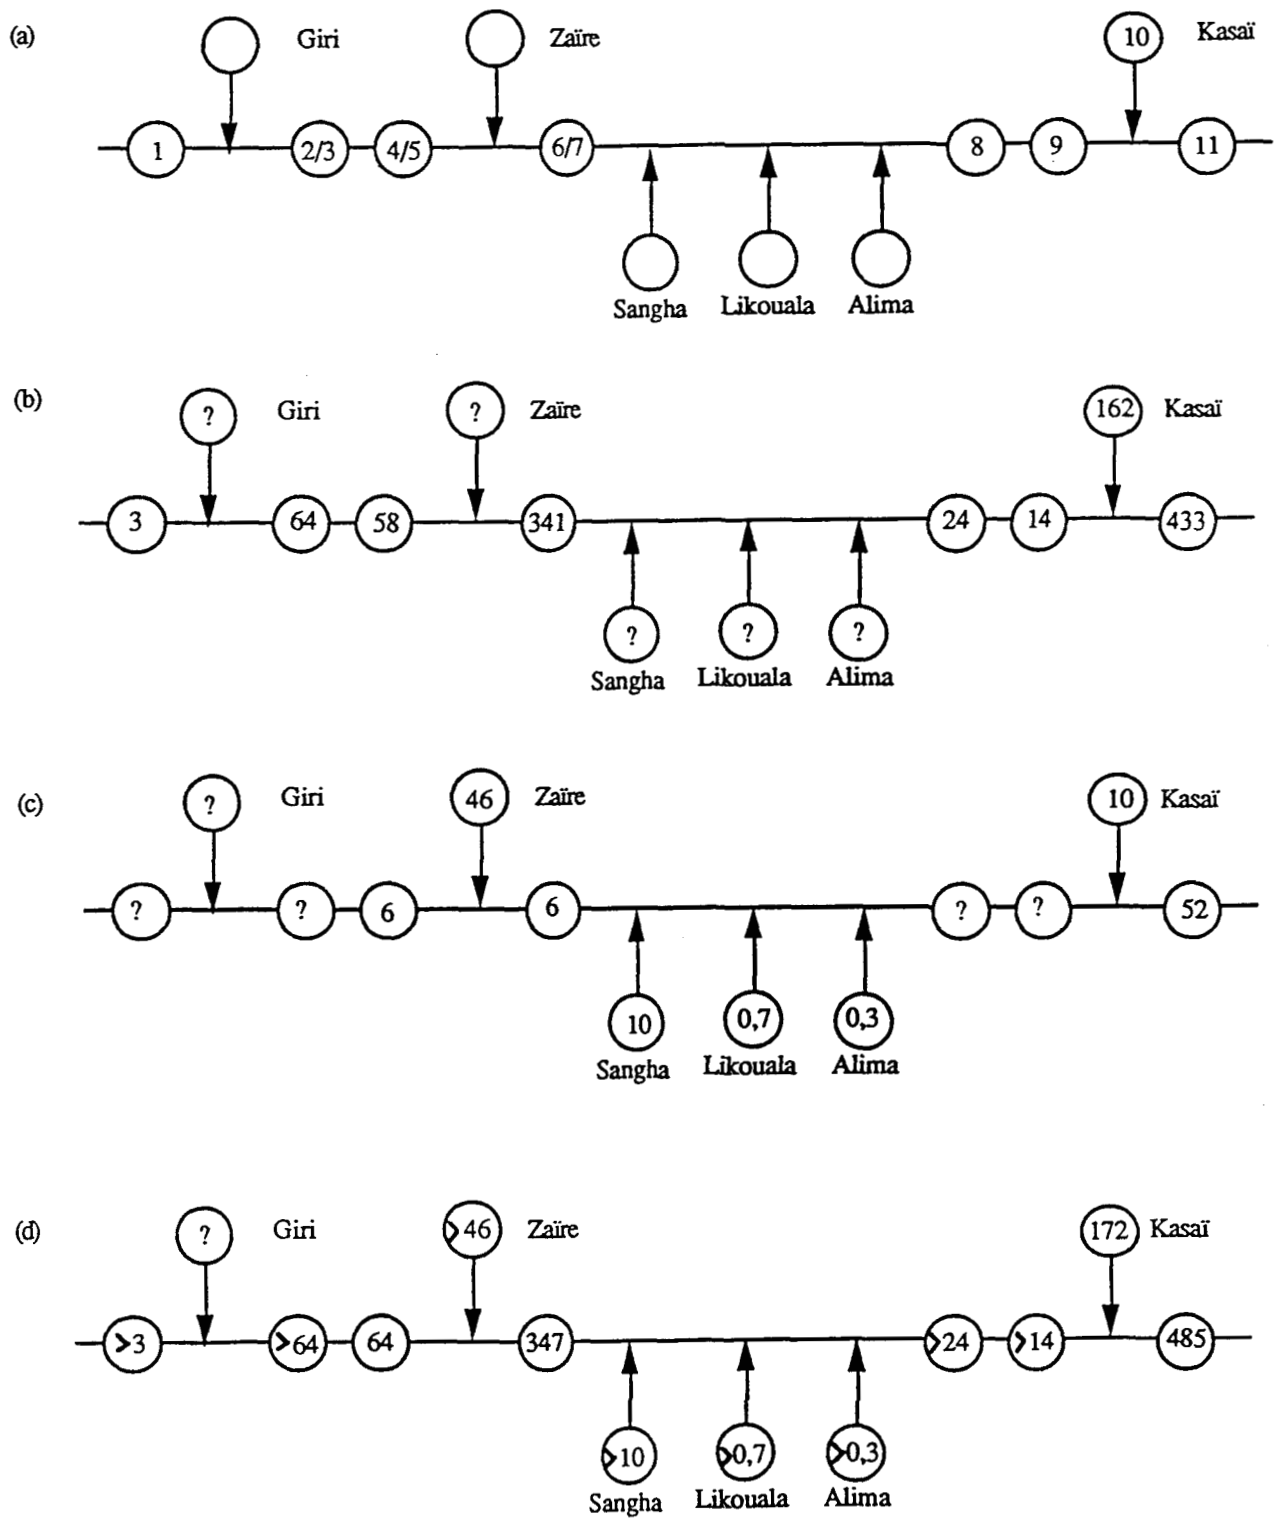 (a) Giri Zaïre 10 Kasaï
1 2/3 4/5 6/7 8 9 11
Sangha Likouala Alima
(b) ? Giri ? Zaïre 162 Kasaï
3 64 58 341 24 14 433
? ? ?
Sangha Likouala Alima
(c) ? Giri 46 Zaïre 10 Kasaï
? ? 6 6 ? ? 52
10 0,7 0,3
Sangha Likouala Alima
(d) ? Giri >46 Zaïre 172 Kasaï
>3 >64 64 347 >24 >14 485
>10 >0,7 >0,3
Sangha Likouala Alima